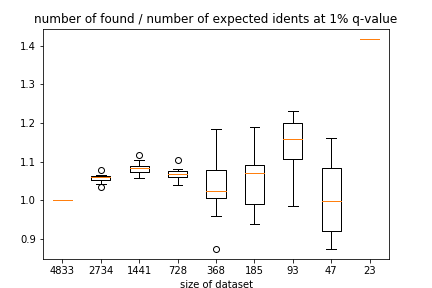 number of found / number of expected idents at 1% q-value
1.4
1.3
1.2
1.1
1.0
0.9
4833 2734 1441 728 368 185 93 47 23
size of dataset